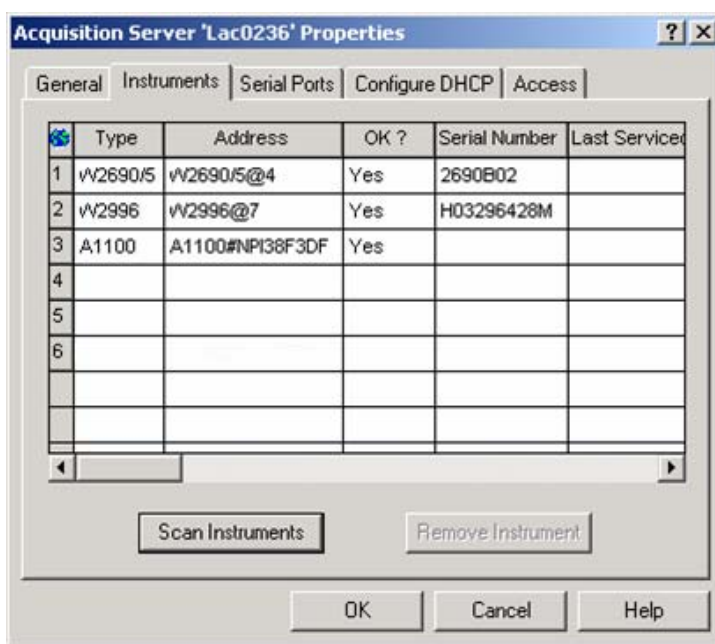 Acquisition Server 'Lac0236' Properties
General Instruments Serial Ports Configure DHCP Access
Type Address OK ? Serial Number Last Serviced
1 W2690/5 W2690/5@4 Yes 2690B02
2 W2996 W2996@7 Yes H03296428M
3 A1100 A1100#NPI38F3DF Yes
4
5
6
Scan Instruments Remove Instrument
OK Cancel Help